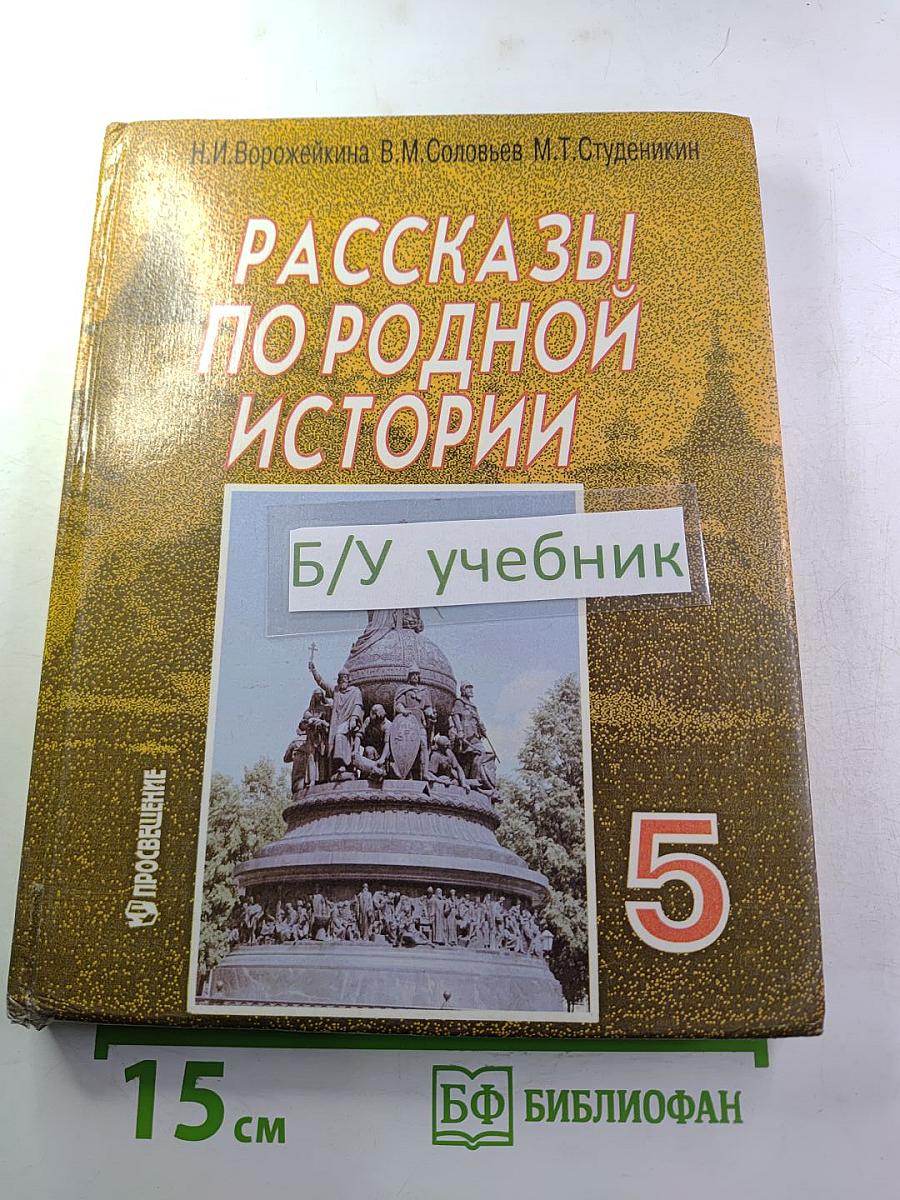 Н.И.Ворожейкина В.М.Соловьев М.Т.Студеникин
РАССКАЗЫ
ПО РОДНОЙ
ИСТОРИИ
Б/У учебник
ПРОСВЕЩЕНИЕ
5
15 см
БФ БИБЛИОФАН